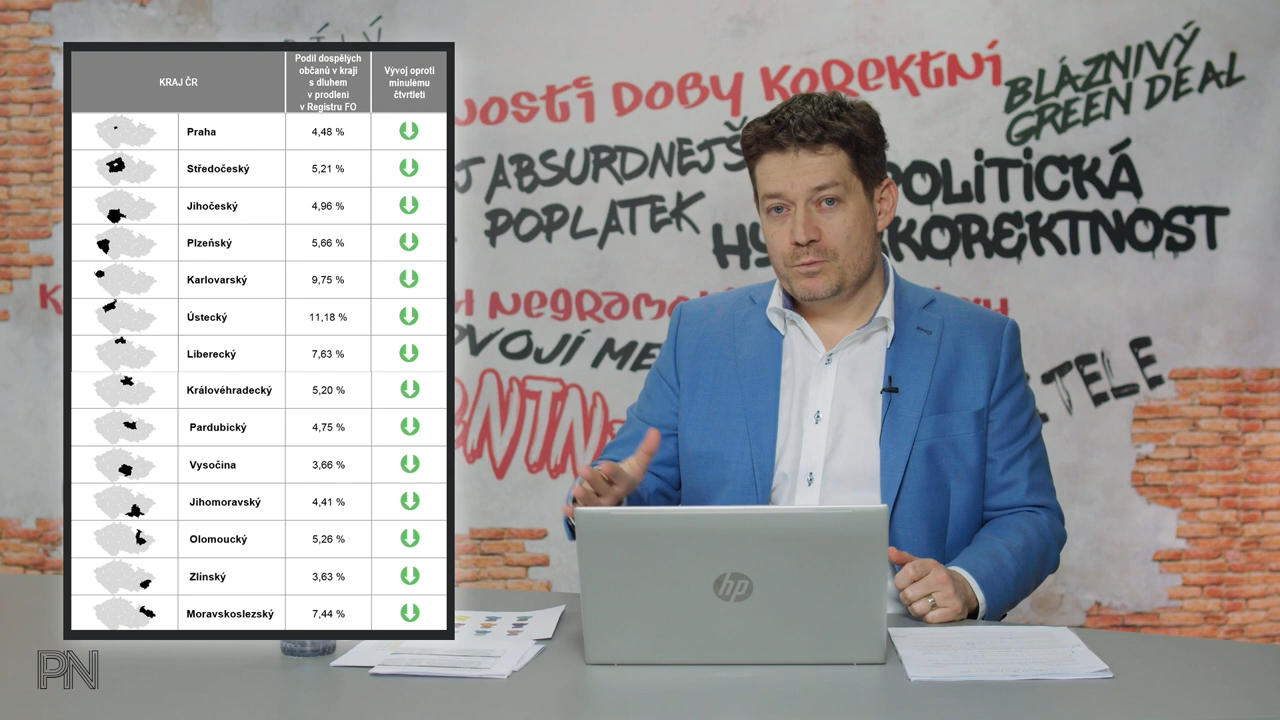 KRAJ ČR
Podíl dospělých
občanů v kraji
s dluhem
v prodlení
v Registru FO
Vývoj oproti
minulému
čtvrtletí
Praha 4,48 %
Středočeský 5,21 %
Jihočeský 4,96 %
Plzeňský 5,66 %
Karlovarský 9,75 %
Ústecký 11,18 %
Liberecký 7,63 %
Královéhradecký 5,20 %
Pardubický 4,75 %
Vysočina 3,66 %
Jihomoravský 4,41 %
Olomoucký 5,26 %
Zlínský 3,63 %
Moravskoslezský 7,44 %
DOBY KOREKTNÍ
BLÁZNIVÝ
GREEN DEAL
POPLATEK
POLITICKÁ
KOREKTNOST
hp
PN